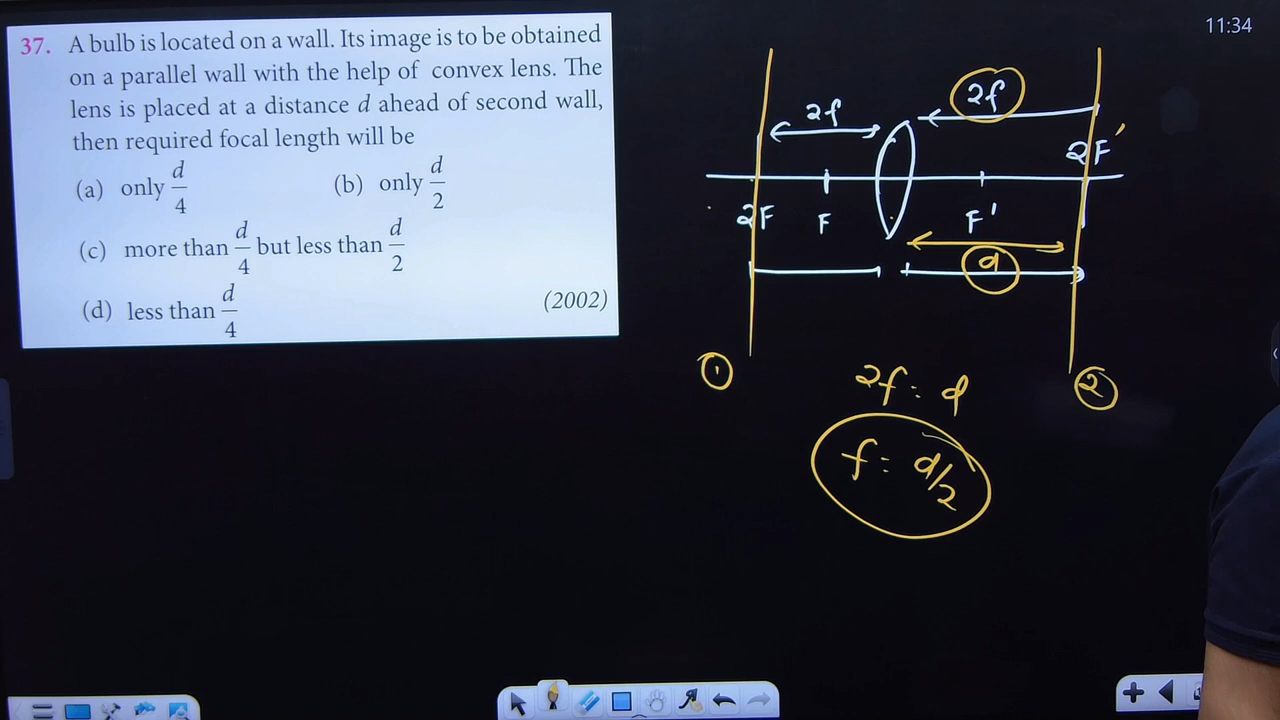 11:34
37. A bulb is located on a wall. Its image is to be obtained
on a parallel wall with the help of convex lens. The
lens is placed at a distance d ahead of second wall,
then required focal length will be
(a) only d/4 (b) only d/2
(c) more than d/4 but less than d/2
(d) less than d/4 (2002)
2f 2f
2F'
2F F F'
d
1 2
2f = d
f = d/2